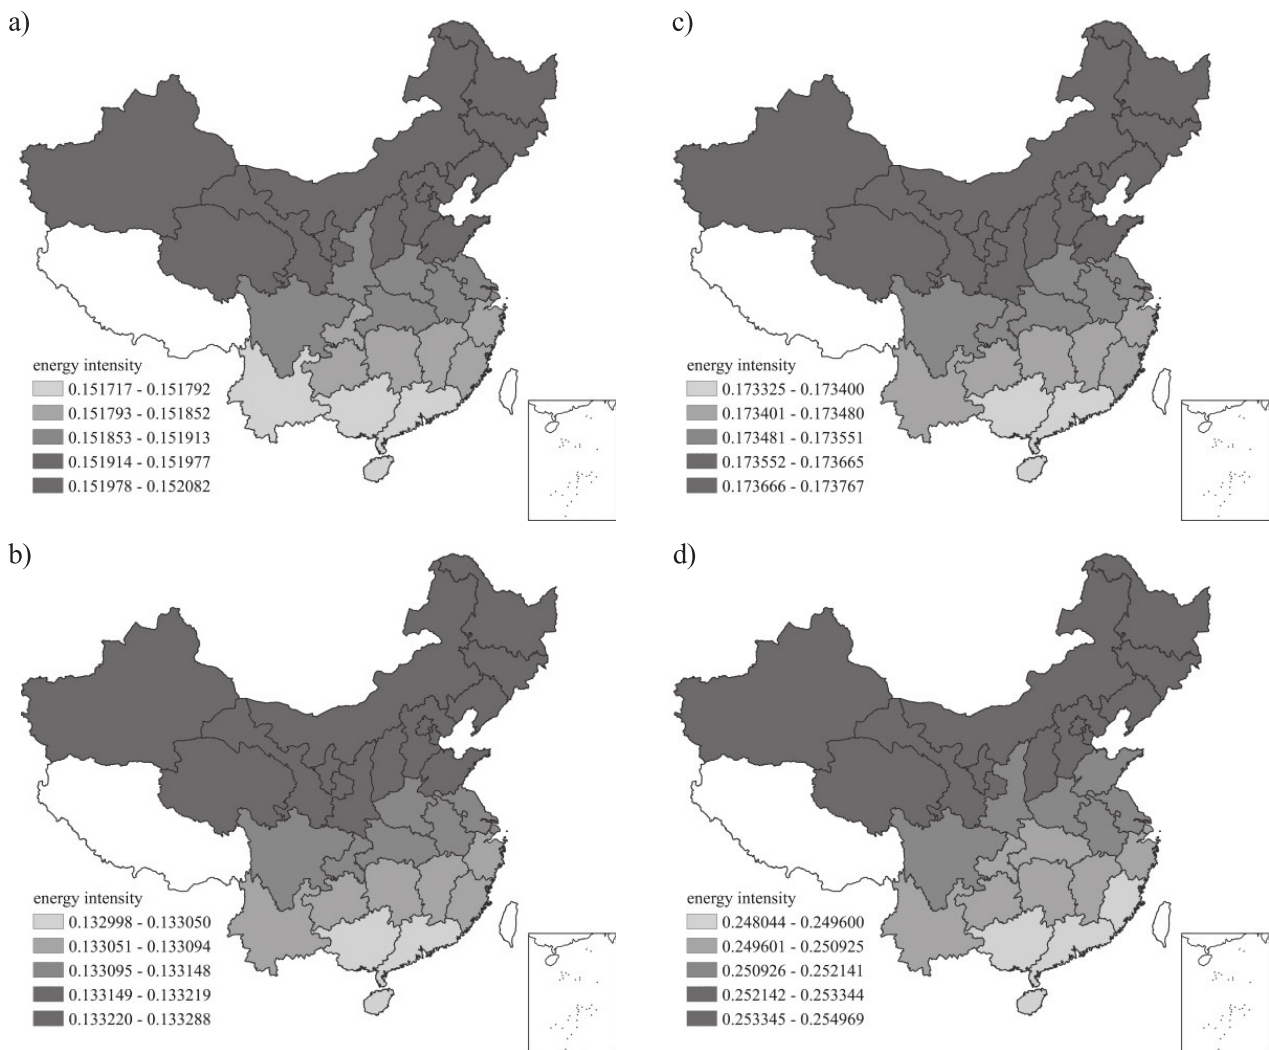 a)
energy intensity
0.151717 - 0.151792
0.151793 - 0.151852
0.151853 - 0.151913
0.151914 - 0.151977
0.151978 - 0.152082
c)
energy intensity
0.173325 - 0.173400
0.173401 - 0.173480
0.173481 - 0.173551
0.173552 - 0.173665
0.173666 - 0.173767
b)
energy intensity
0.132998 - 0.133050
0.133051 - 0.133094
0.133095 - 0.133148
0.133149 - 0.133219
0.133220 - 0.133288
d)
energy intensity
0.248044 - 0.249600
0.249601 - 0.250925
0.250926 - 0.252141
0.252142 - 0.253344
0.253345 - 0.254969